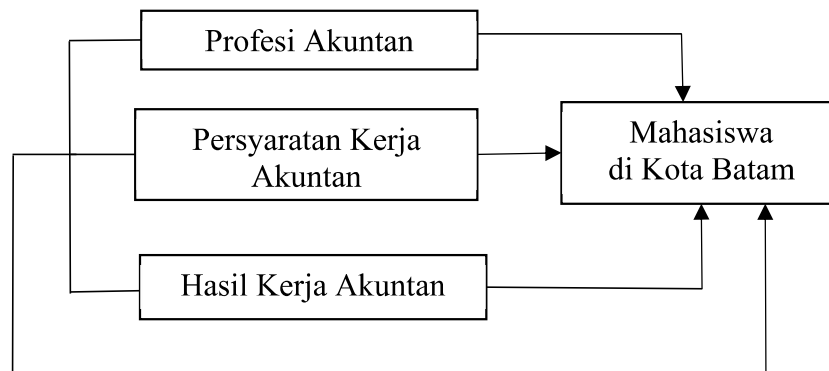 Profesi Akuntan
Persyaratan Kerja
Akuntan
Mahasiswa
di Kota Batam
Hasil Kerja Akuntan